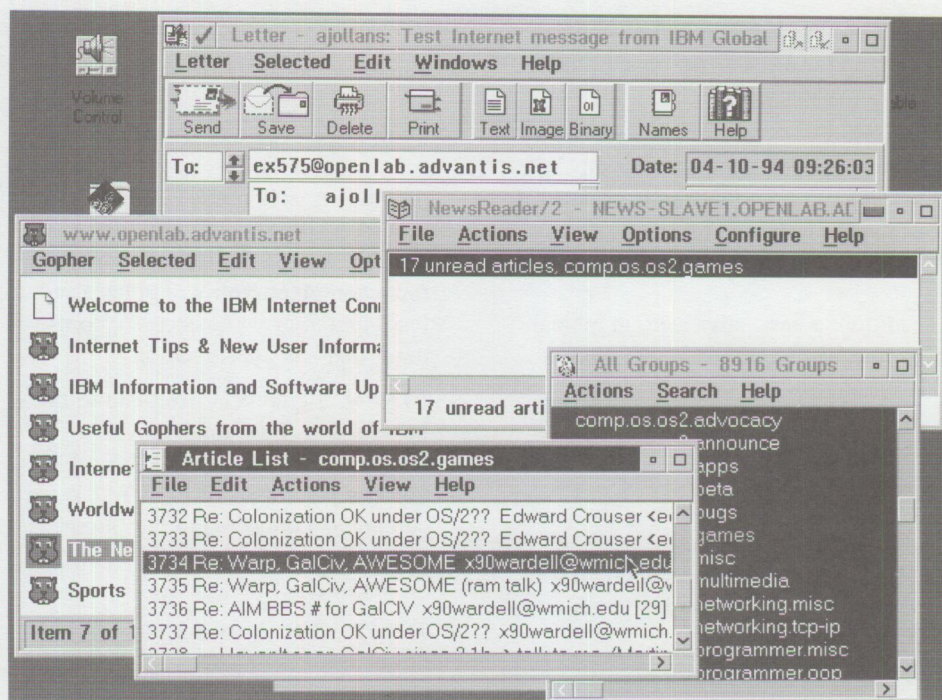 Volume
Control
Letter - ajollans: Test Internet message from IBM Global
Letter Selected Edit Windows Help
Send Save Delete Print Text Image Binary Names Help
To: ex575@openlab.advantis.net Date: 04-10-94 09:26:03
To: ajoll
NewsReader/2 - NEWS-SLAVE1.OPENLAB.AD
File Actions View Options Configure Help
17 unread articles, comp.os.os2.games
17 unread arti
www.openlab.advantis.net
Gopher Selected Edit View Opt
Welcome to the IBM Internet Con
Internet Tips & New User Informa
IBM Information and Software Up
Useful Gophers from the world of IBM
Interne
Worldw
The Ne
Sports
Item 7 of 1
All Groups - 8916 Groups
Actions Search Help
comp.os.os2.advocacy
announce
apps
beta
bugs
games
misc
multimedia
networking.misc
networking.tcp-ip
programmer.misc
programmer.oop
Article List - comp.os.os2.games
File Edit Actions View Help
3732 Re: Colonization OK under OS/2?? Edward Crouser <e
3733 Re: Colonization OK under OS/2?? Edward Crouser <e
3734 Re: Warp, GalCiv, AWESOME x90wardell@wmich.edu
3735 Re: Warp, GalCiv, AWESOME (ram talk) x90wardell@w
3736 Re: AIM BBS # for GalCIV x90wardell@wmich.edu [29]
3737 Re: Colonization OK under OS/2?? x90wardell@wmich.